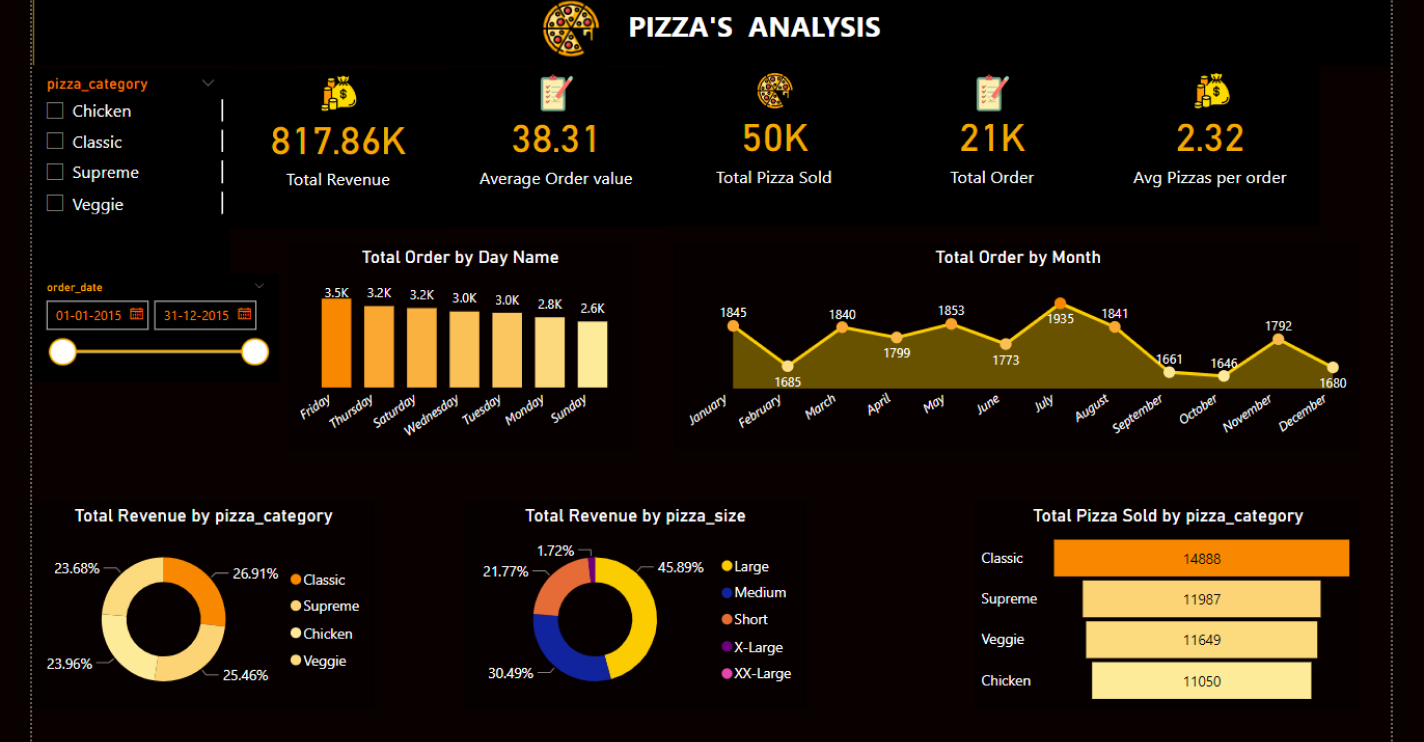 PIZZA'S ANALYSIS
pizza_category
Chicken
Classic
Supreme
Veggie
817.86K
Total Revenue
38.31
Average Order value
50K
Total Pizza Sold
21K
Total Order
2.32
Avg Pizzas per order
order_date
01-01-2015
31-12-2015
Total Order by Day Name
3.5K
3.2K
3.2K
3.0K
3.0K
2.8K
2.6K
Friday
Thursday
Saturday
Wednesday
Tuesday
Monday
Sunday
Total Order by Month
1845
1685
1840
1799
1853
1773
1935
1841
1661
1646
1792
1680
January
February
March
April
May
June
July
August
September
October
November
December
Total Revenue by pizza_category
23.68%
26.91%
23.96%
25.46%
Classic
Supreme
Chicken
Veggie
Total Revenue by pizza_size
1.72%
21.77%
45.89%
30.49%
Large
Medium
Short
X-Large
XX-Large
Total Pizza Sold by pizza_category
Classic 14888
Supreme 11987
Veggie 11649
Chicken 11050